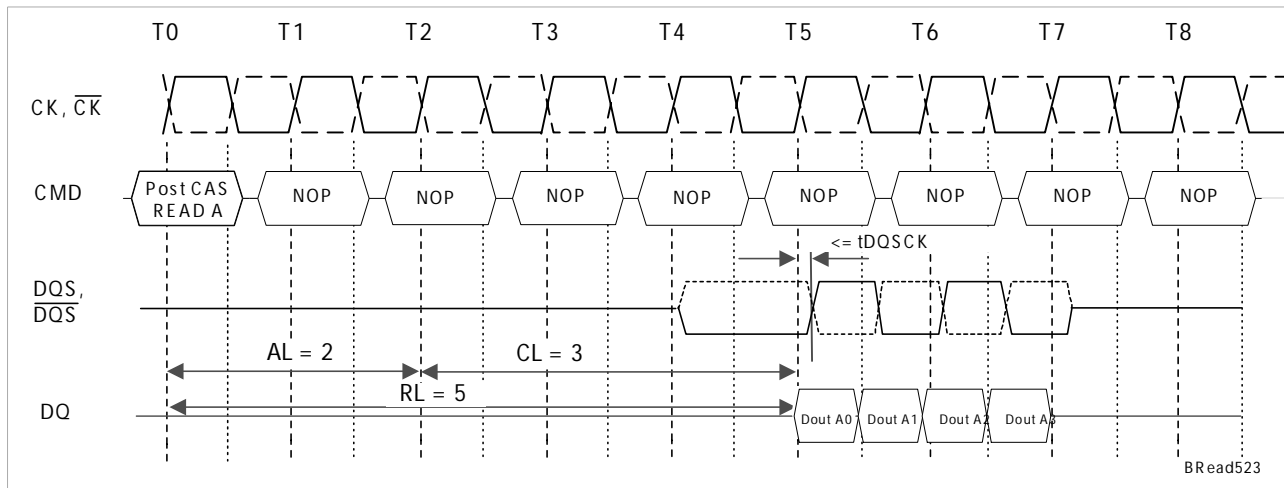 T0 T1 T2 T3 T4 T5 T6 T7 T8
CK, CK
CMD
Post CAS
READ A
NOP NOP NOP NOP NOP NOP NOP NOP
<= tDQSCK
DQS,
DQS
AL = 2
CL = 3
RL = 5
DQ
Dout A0 Dout A1 Dout A2 Dout A3
BRead523